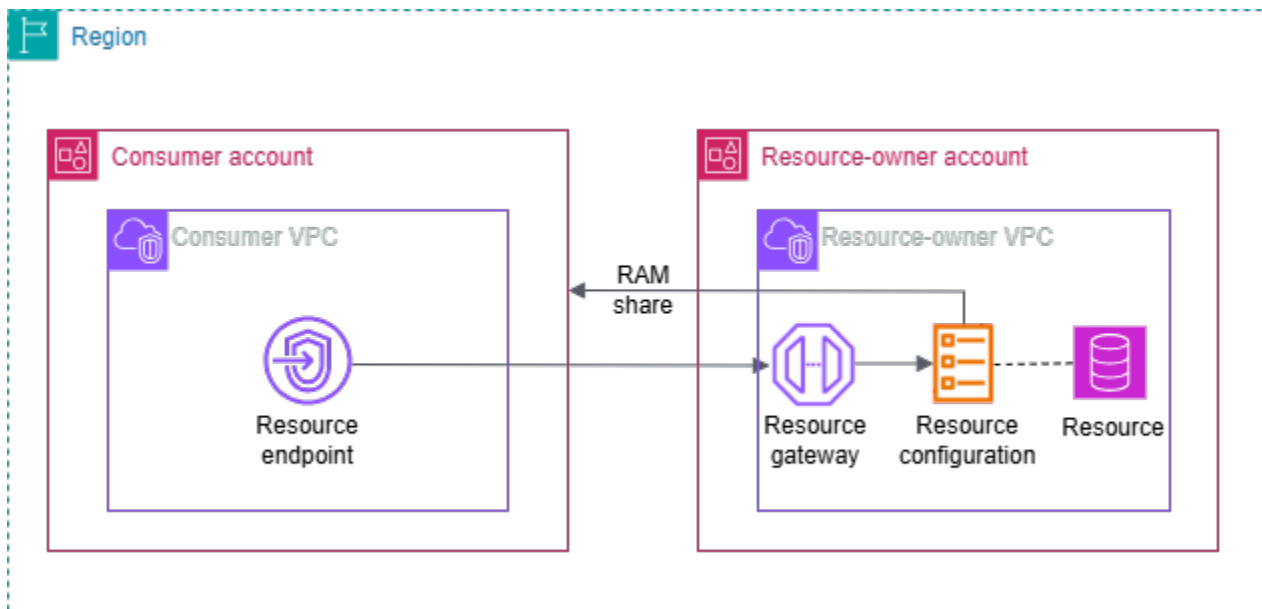 Region
Consumer account
Resource-owner account
Consumer VPC
Resource-owner VPC
RAM
share
Resource
endpoint
Resource
gateway
Resource
configuration
Resource